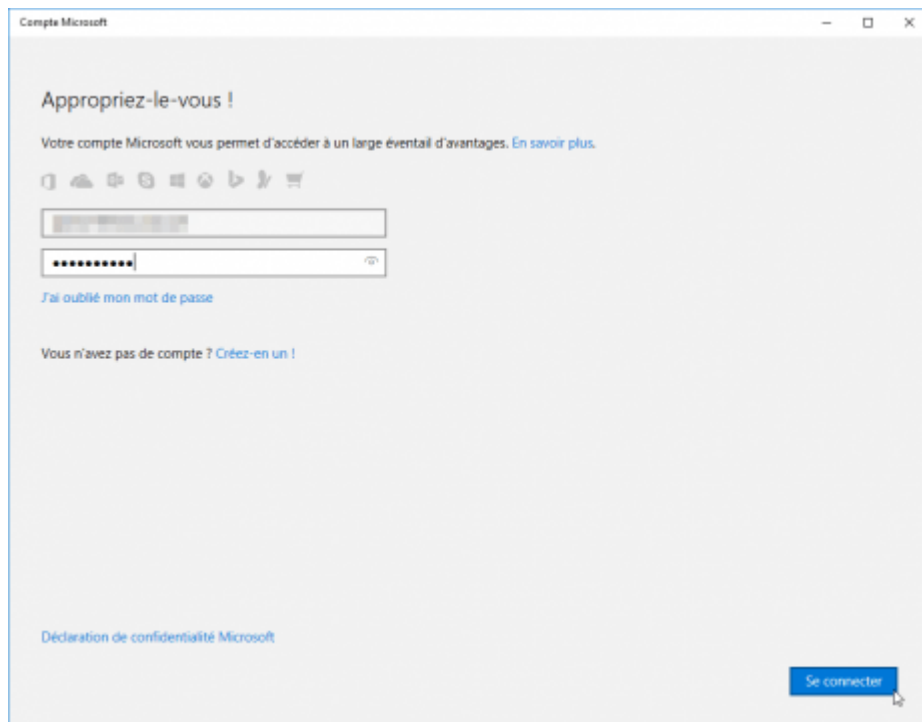 Compte Microsoft
Appropriez-le-vous !
Votre compte Microsoft vous permet d'accéder à un large éventail d'avantages. En savoir plus.
••••••••••
J'ai oublié mon mot de passe
Vous n'avez pas de compte ? Créez-en un !
Déclaration de confidentialité Microsoft
Se connecter